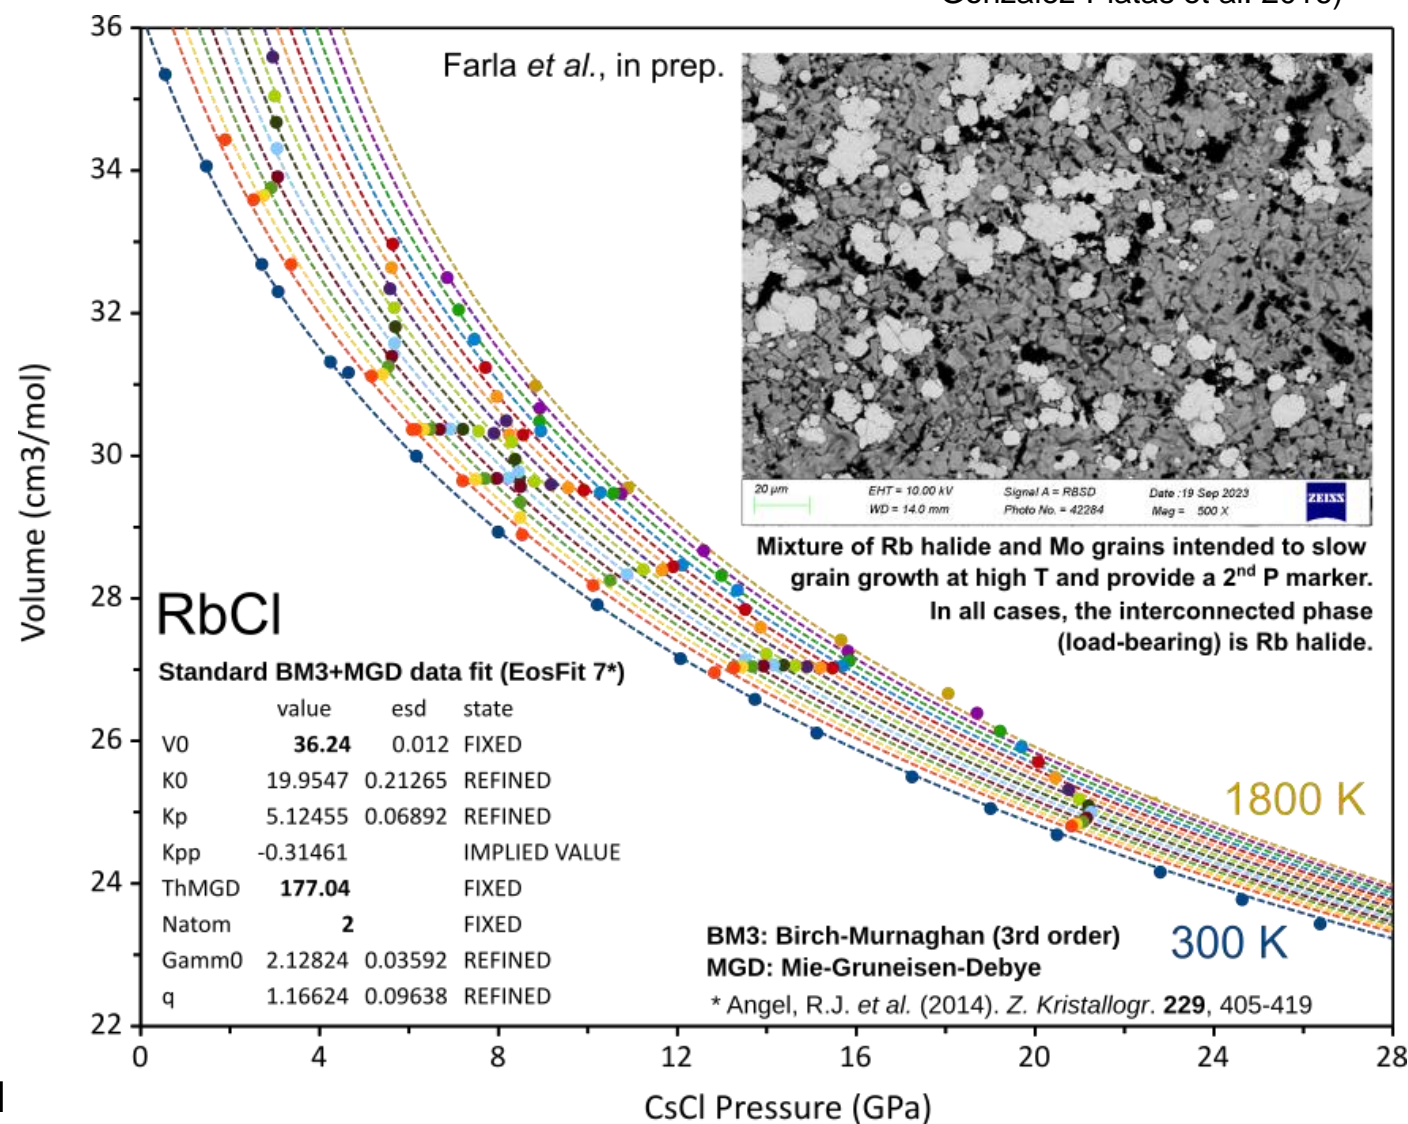 Farla et al., in prep.
36
34
32
30
28
26
24
22
Volume (cm3/mol)
20 µm
EHT = 10.00 kV
WD = 14.0 mm
Signal A = RBSD
Photo No. = 42284
Date :19 Sep 2023
Mag = 500 X
ZEISS
Mixture of Rb halide and Mo grains intended to slow
grain growth at high T and provide a 2nd P marker.
In all cases, the interconnected phase
(load-bearing) is Rb halide.
RbCl
Standard BM3+MGD data fit (EosFit 7*)
value esd state
V0 36.24 0.012 FIXED
K0 19.9547 0.21265 REFINED
Kp 5.12455 0.06892 REFINED
Kpp -0.31461 IMPLIED VALUE
ThMGD 177.04 FIXED
Natom 2 FIXED
Gamm0 2.12824 0.03592 REFINED
q 1.16624 0.09638 REFINED
1800 K
300 K
BM3: Birch-Murnaghan (3rd order)
MGD: Mie-Gruneisen-Debye
* Angel, R.J. et al. (2014). Z. Kristallogr. 229, 405-419
0 4 8 12 16 20 24 28
CsCl Pressure (GPa)